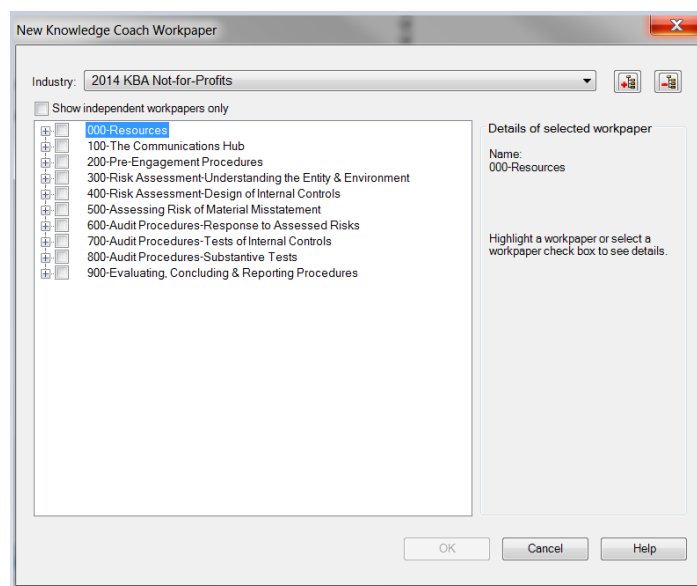 New Knowledge Coach Workpaper
Industry: 2014 KBA Not-for-Profits
Show independent workpapers only
000-Resources
100-The Communications Hub
200-Pre-Engagement Procedures
300-Risk Assessment-Understanding the Entity & Environment
400-Risk Assessment-Design of Internal Controls
500-Assessing Risk of Material Misstatement
600-Audit Procedures-Response to Assessed Risks
700-Audit Procedures-Tests of Internal Controls
800-Audit Procedures-Substantive Tests
900-Evaluating, Concluding & Reporting Procedures
Details of selected workpaper
Name:
000-Resources
Highlight a workpaper or select a
workpaper check box to see details.
OK Cancel Help